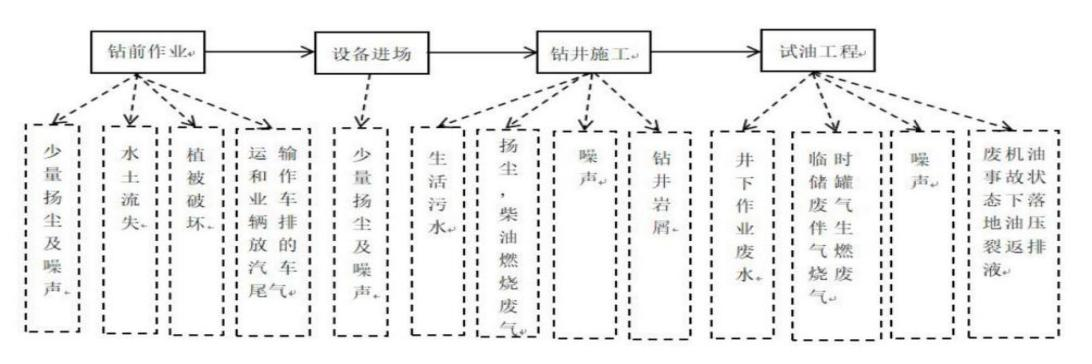 钻前作业
设备进场
钻井施工
试油工程
少量扬尘及噪声
水土流失
植被破坏
运输和作业车辆排放的汽车尾气
少量扬尘及噪声
生活污水
扬尘，柴油燃烧废气
噪声
钻井岩屑
井下作业废水
临时储罐废气伴生气燃烧废气
噪声
废机油事故状态下落地油压裂返排液